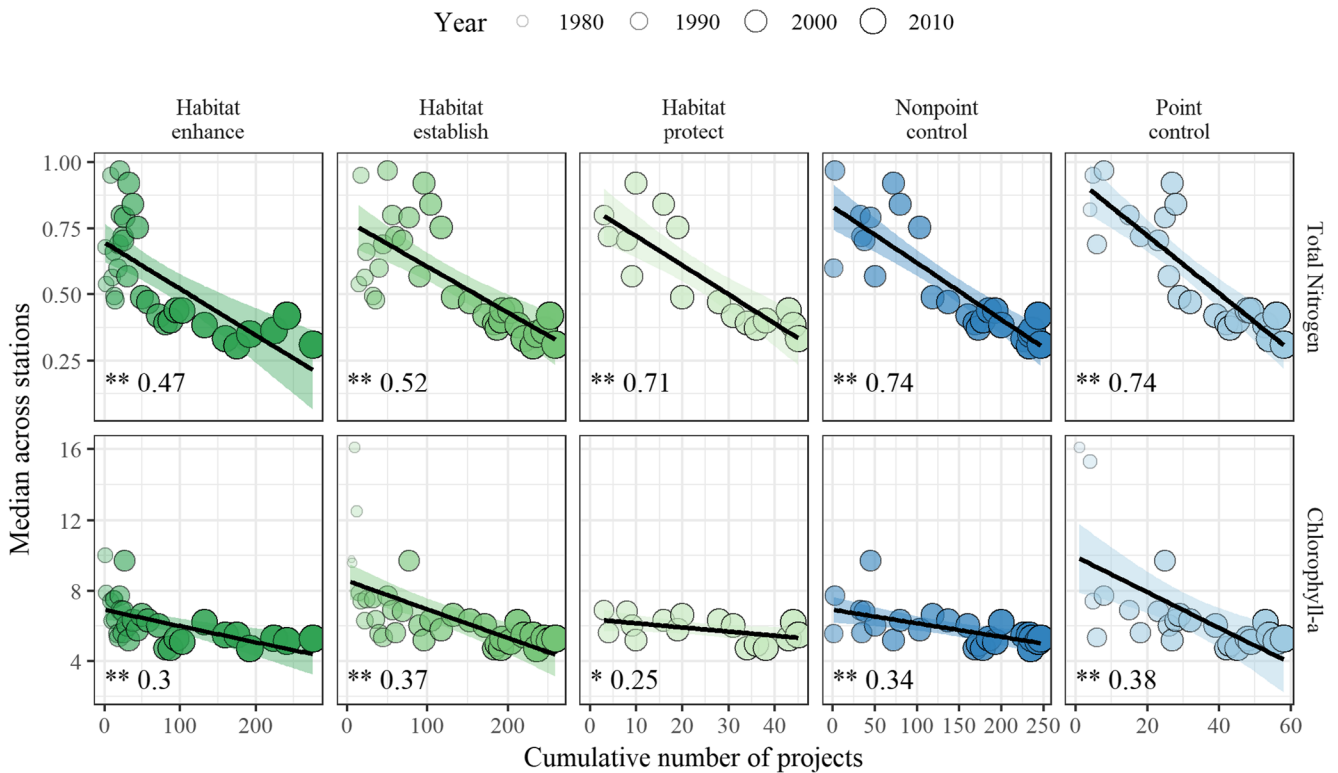 Year 1980 1990 2000 2010
Habitat enhance
Habitat establish
Habitat protect
Nonpoint control
Point control
Median across stations
1.00
0.75
0.50
0.25
** 0.47
** 0.52
** 0.71
** 0.74
** 0.74
Total Nitrogen
16
12
8
4
** 0.3
** 0.37
* 0.25
** 0.34
** 0.38
Chlorophyll-a
0 100 200
0 100 200
0 10 20 30 40
0 50 100 150 200 250
0 20 40 60
Cumulative number of projects